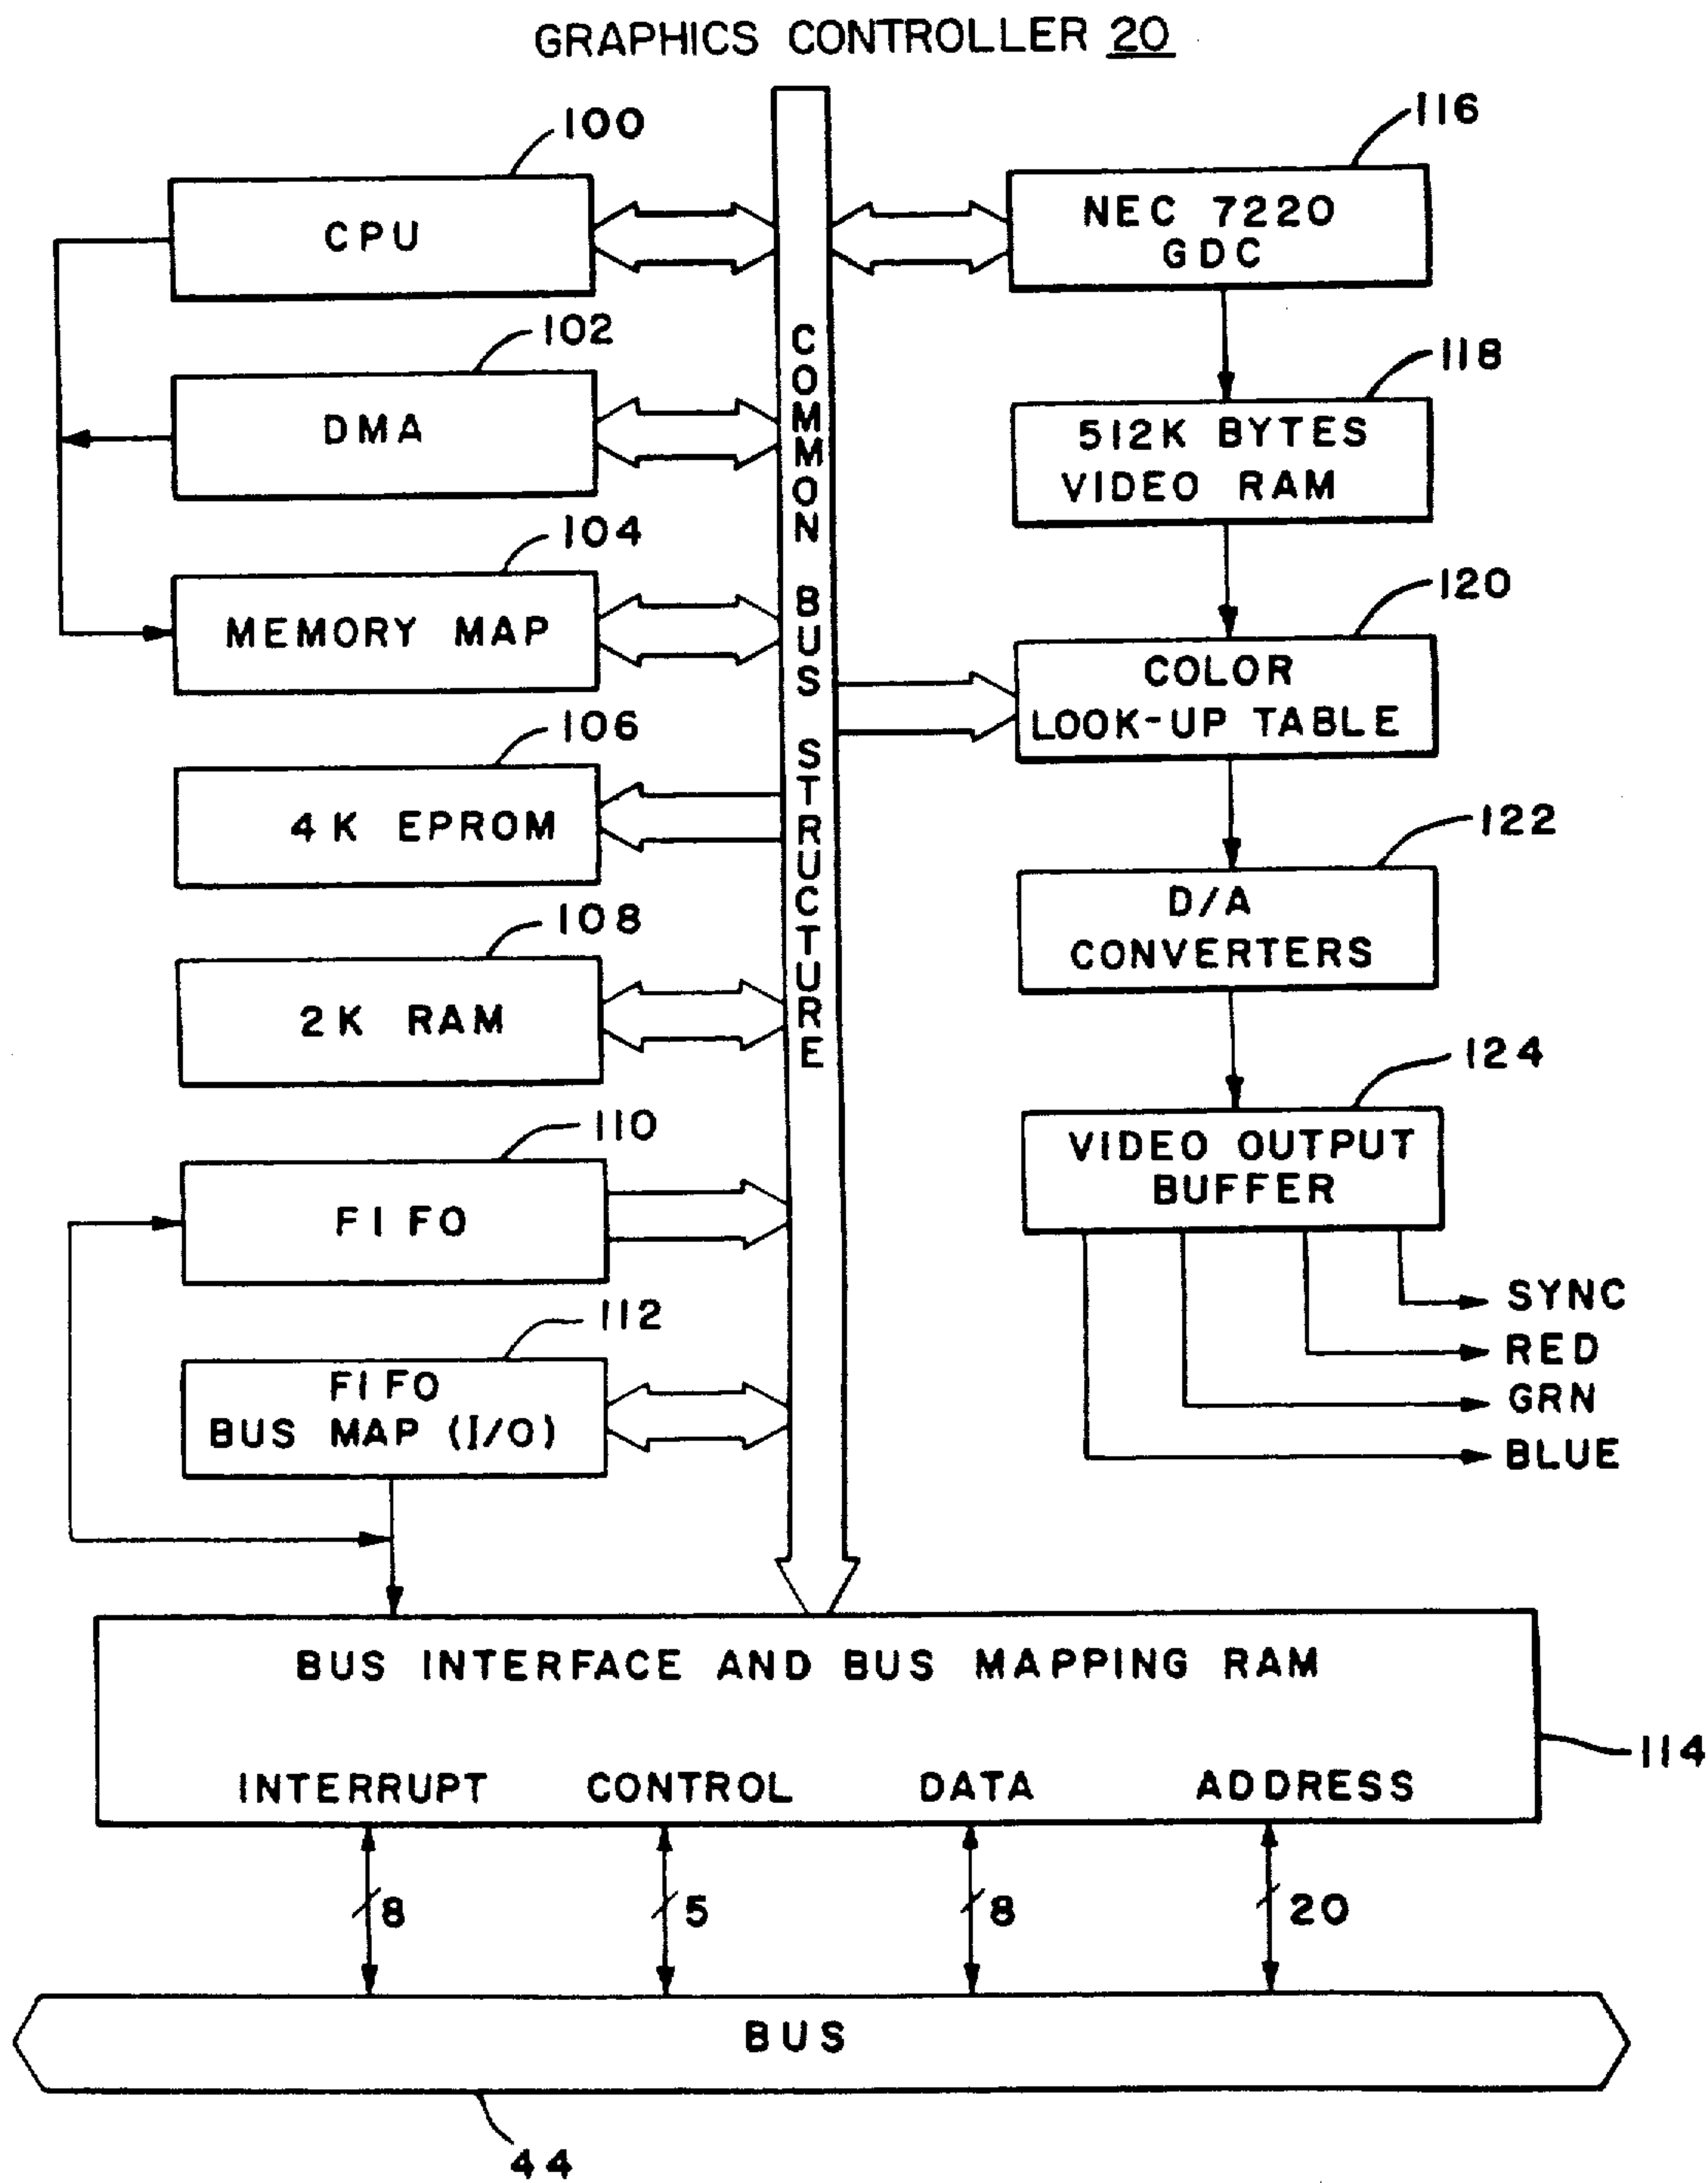 GRAPHICS CONTROLLER 20
100
CPU
102
DMA
104
MEMORY MAP
106
4K EPROM
108
2K RAM
110
FIFO
112
FIFO
BUS MAP (I/O)
COMMON BUS STRUCTURE
116
NEC 7220
GDC
118
512K BYTES
VIDEO RAM
120
COLOR
LOOK-UP TABLE
122
D/A
CONVERTERS
124
VIDEO OUTPUT
BUFFER
SYNC
RED
GRN
BLUE
BUS INTERFACE AND BUS MAPPING RAM
114
INTERRUPT CONTROL DATA ADDRESS
8 5 8 20
BUS
44